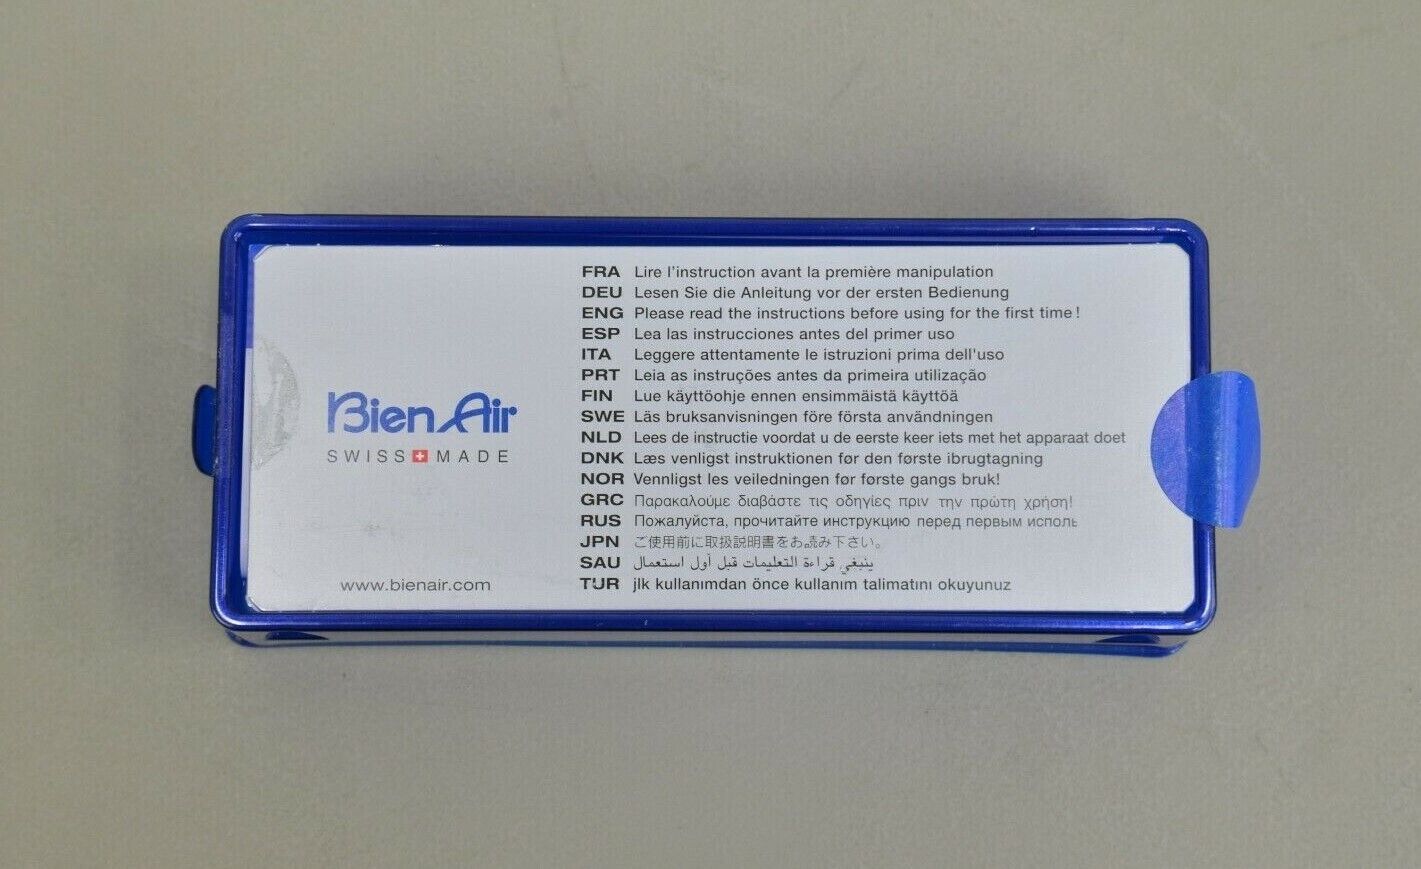 Bien Air
SWISS MADE
www.bienair.com
FRA Lire l'instruction avant la première manipulation
DEU Lesen Sie die Anleitung vor der ersten Bedienung
ENG Please read the instructions before using for the first time!
ESP Lea las instrucciones antes del primer uso
ITA Leggere attentamente le istruzioni prima dell'uso
PRT Leia as instruções antes da primeira utilização
FIN Lue käyttöohje ennen ensimmäistä käyttöä
SWE Läs bruksanvisningen före första användningen
NLD Lees de instructie voordat u de eerste keer iets met het apparaat doet
DNK Læs venligst instruktionen før den første ibrugtagning
NOR Vennligst les veiledningen før første gangs bruk!
GRC Παρακαλούμε διαβάστε τις οδηγίες πριν την πρώτη χρήση!
RUS Пожалуйста, прочитайте инструкцию перед первым исполь
JPN ご使用前に取扱説明書をお読み下さい。
SAU ينبغي قراءة التعليمات قبل أول استعمال
TUR jlk kullanımdan önce kullanım talimatını okuyunuz